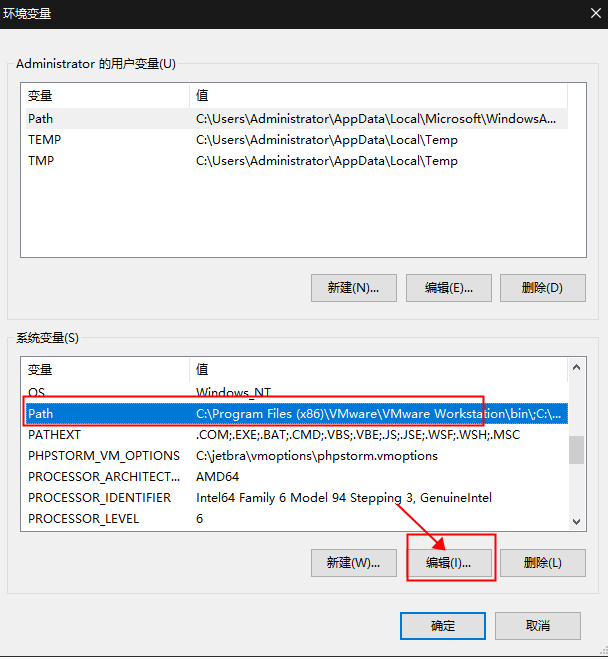 环境变量
Administrator 的用户变量(U)
变量 值
Path C:\Users\Administrator\AppData\Local\Microsoft\WindowsA...
TEMP C:\Users\Administrator\AppData\Local\Temp
TMP C:\Users\Administrator\AppData\Local\Temp
新建(N)... 编辑(E)... 删除(D)
系统变量(S)
变量 值
OS Windows_NT
Path C:\Program Files (x86)\VMware\VMware Workstation\bin\;C:\...
PATHEXT .COM;.EXE;.BAT;.CMD;.VBS;.VBE;.JS;.JSE;.WSF;.WSH;.MSC
PHPSTORM_VM_OPTIONS C:\jetbra\vmoptions\phpstorm.vmoptions
PROCESSOR_ARCHITECT... AMD64
PROCESSOR_IDENTIFIER Intel64 Family 6 Model 94 Stepping 3, GenuineIntel
PROCESSOR_LEVEL 6
新建(W)... 编辑(I)... 删除(L)
确定 取消